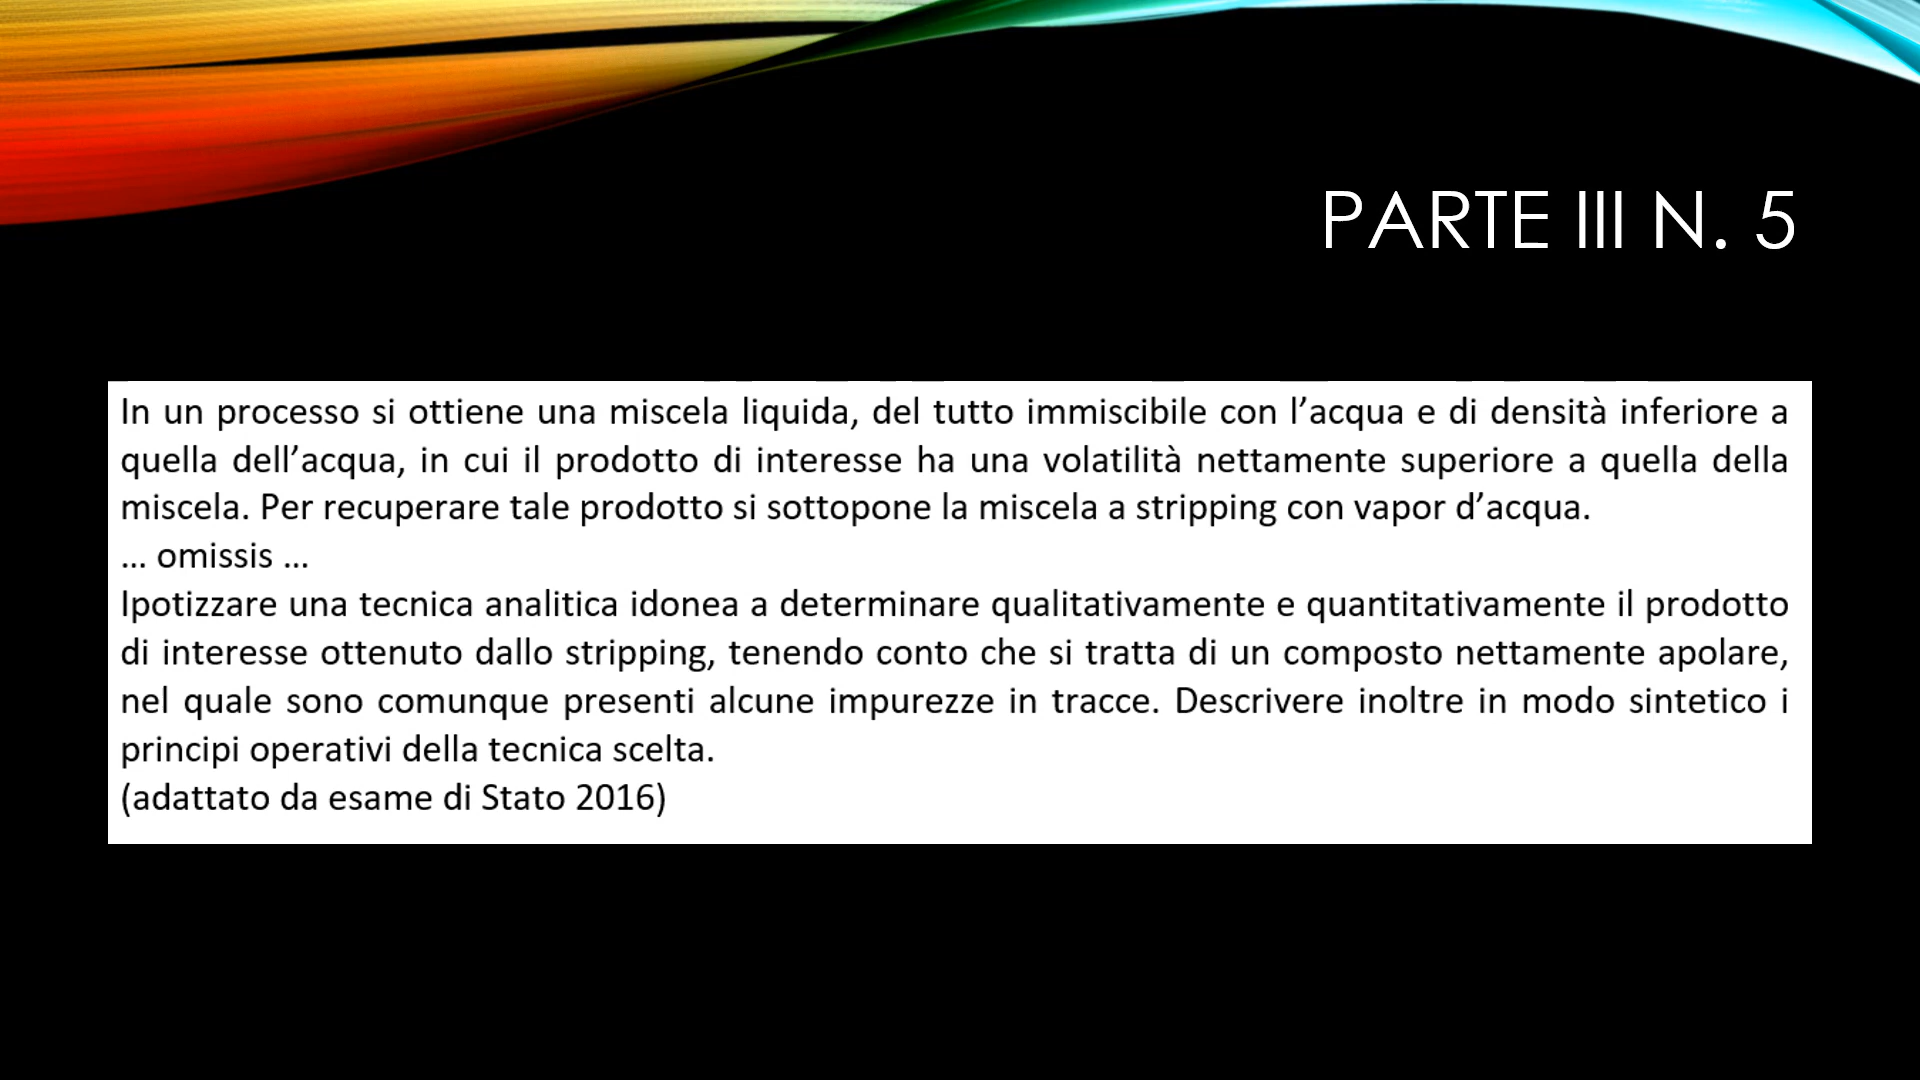 PARTE III N. 5
In un processo si ottiene una miscela liquida, del tutto immiscibile con l’acqua e di densità inferiore a
quella dell’acqua, in cui il prodotto di interesse ha una volatilità nettamente superiore a quella della
miscela. Per recuperare tale prodotto si sottopone la miscela a stripping con vapor d’acqua.
... omissis ...
Ipotizzare una tecnica analitica idonea a determinare qualitativamente e quantitativamente il prodotto
di interesse ottenuto dallo stripping, tenendo conto che si tratta di un composto nettamente apolare,
nel quale sono comunque presenti alcune impurezze in tracce. Descrivere inoltre in modo sintetico i
principi operativi della tecnica scelta.
(adattato da esame di Stato 2016)